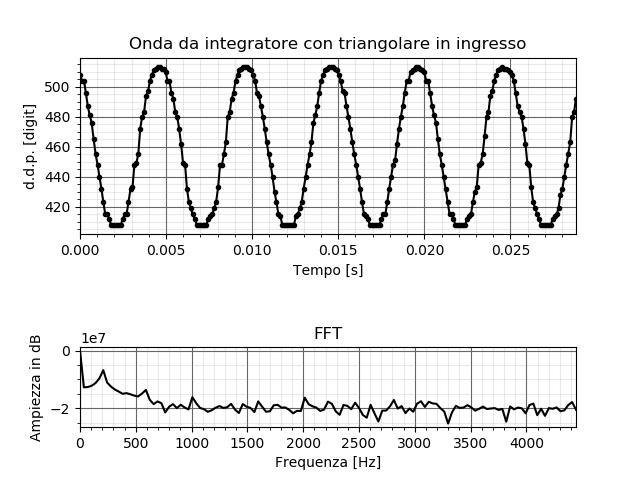 Onda da integratore con triangolare in ingresso
d.d.p. [digit]
500
480
460
440
420
0.000 0.005 0.010 0.015 0.020 0.025
Tempo [s]
FFT
1e7
Ampiezza in dB
0
−2
0 500 1000 1500 2000 2500 3000 3500 4000
Frequenza [Hz]